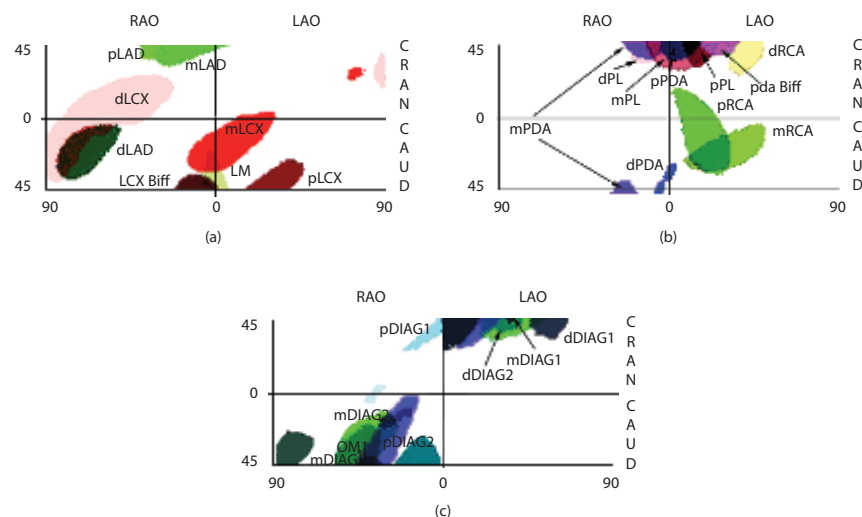 RAO LAO
45
pLAD
mLAD
dLCX
0
mLCX
dLAD
LM
LCX Biff
pLCX
45
90 0 90
C
R
A
N
C
A
U
D
(a)
RAO LAO
45
dRCA
dPL
pPDA
pPL
pda Biff
mPL
pRCA
0
mPDA
mRCA
dPDA
45
90 0 90
C
R
A
N
C
A
U
D
(b)
RAO LAO
45
pDIAG1
dDIAG1
mDIAG1
dDIAG2
0
mDIAG2
OM1
pDIAG2
45
90 0 90
C
R
A
N
C
A
U
D
(c)